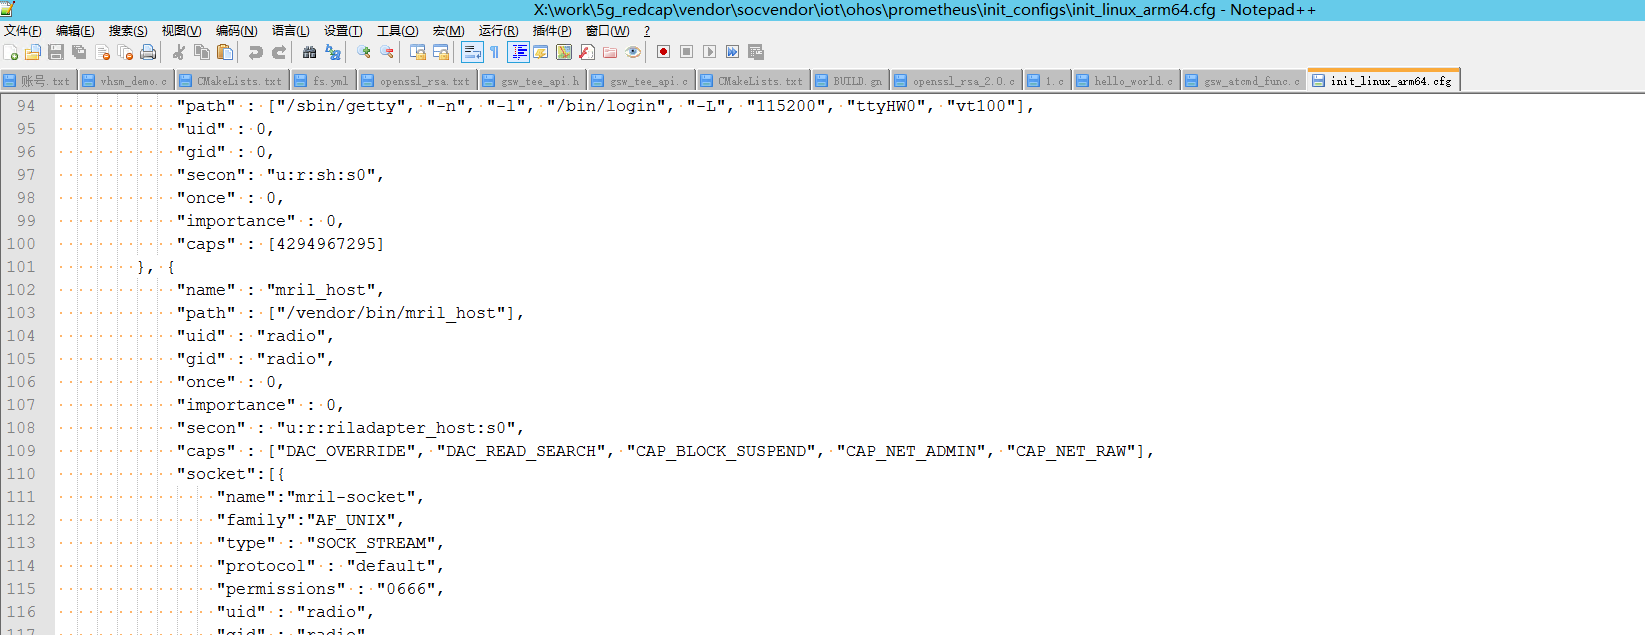 X:\work\5g_redcap\vendor\socvendor\iot\ohos\prometheus\init_configs\init_linux_arm64.cfg - Notepad++
文件(F) 编辑(E) 搜索(S) 视图(V) 编码(N) 语言(L) 设置(T) 工具(O) 宏(M) 运行(R) 插件(P) 窗口(W) ?
账号.txt vhsm_demo.c CMakeLists.txt fs.yml openssl_rsa.txt gsw_tee_api.h gsw_tee_api.c CMakeLists.txt BUILD.gn openssl_rsa_2.0.c 1.c hello_world.c gsw_atcmd_func.c init_linux_arm64.cfg
94 "path" : ["/sbin/getty", "-n", "-l", "/bin/login", "-L", "115200", "ttyHW0", "vt100"],
95 "uid" : 0,
96 "gid" : 0,
97 "secon": "u:r:sh:s0",
98 "once" : 0,
99 "importance" : 0,
100 "caps" : [4294967295]
101 }, {
102 "name" : "mril_host",
103 "path" : ["/vendor/bin/mril_host"],
104 "uid" : "radio",
105 "gid" : "radio",
106 "once" : 0,
107 "importance" : 0,
108 "secon" : "u:r:riladapter_host:s0",
109 "caps" : ["DAC_OVERRIDE", "DAC_READ_SEARCH", "CAP_BLOCK_SUSPEND", "CAP_NET_ADMIN", "CAP_NET_RAW"],
110 "socket":[{
111 "name":"mril-socket",
112 "family":"AF_UNIX",
113 "type" : "SOCK_STREAM",
114 "protocol" : "default",
115 "permissions" : "0666",
116 "uid" : "radio",
117 "gid" : "radio"